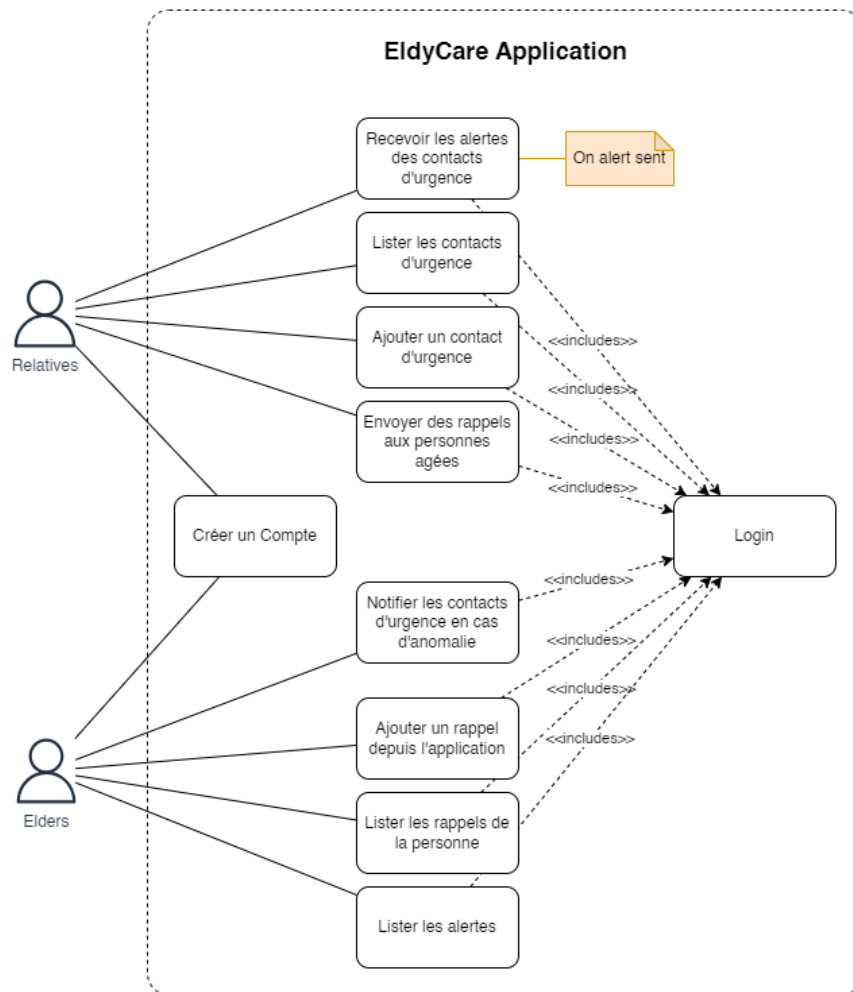 EldyCare Application
Recevoir les alertes
des contacts
d'urgence
On alert sent
Lister les contacts
d'urgence
Relatives
Ajouter un contact
d'urgence
<<includes>>
<<includes>>
Envoyer des rappels
aux personnes
agées
<<includes>>
<<includes>>
Créer un Compte
Login
Notifier les contacts
d'urgence en cas
d'anomalie
<<includes>>
<<includes>>
Ajouter un rappel
depuis l'application
<<includes>>
<<includes>>
Elders
Lister les rappels de
la personne
Lister les alertes